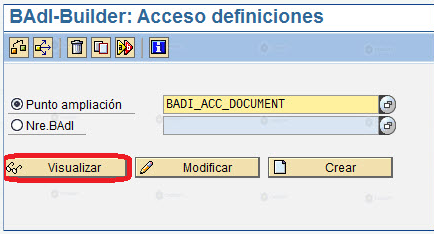 BAdI-Builder: Acceso definiciones
Punto ampliación BADI_ACC_DOCUMENT
Nre.BAdI
Visualizar Modificar Crear